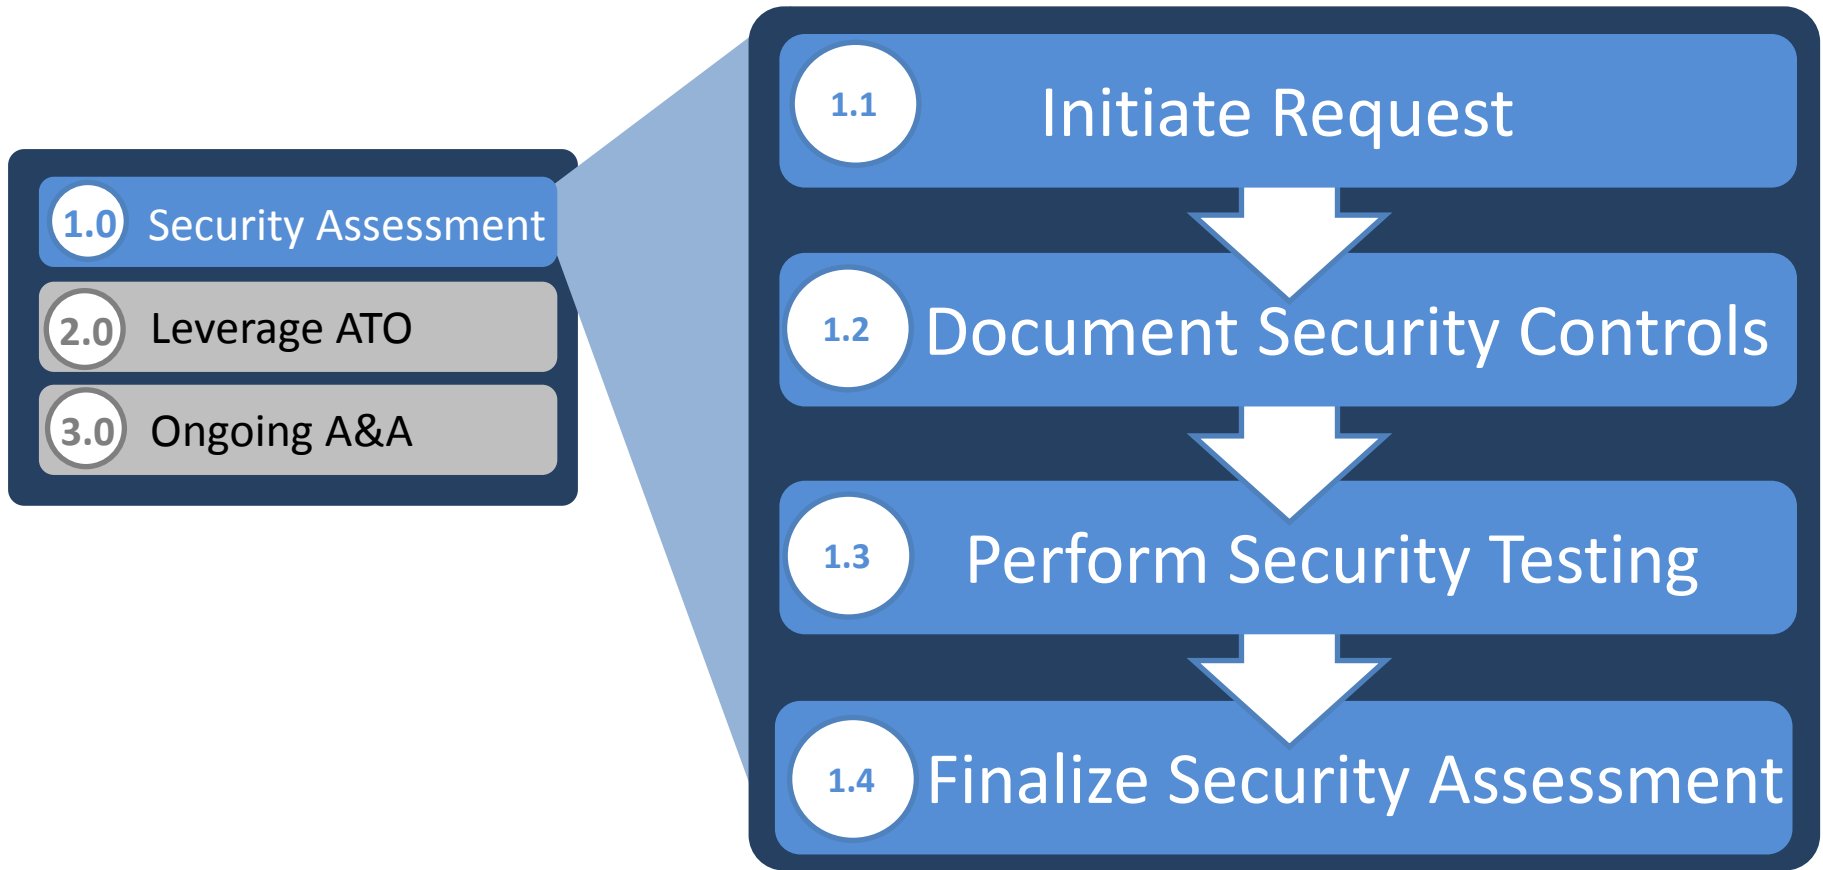 1.0 Security Assessment
2.0 Leverage ATO
3.0 Ongoing A&A
1.1 Initiate Request
1.2 Document Security Controls
1.3 Perform Security Testing
1.4 Finalize Security Assessment